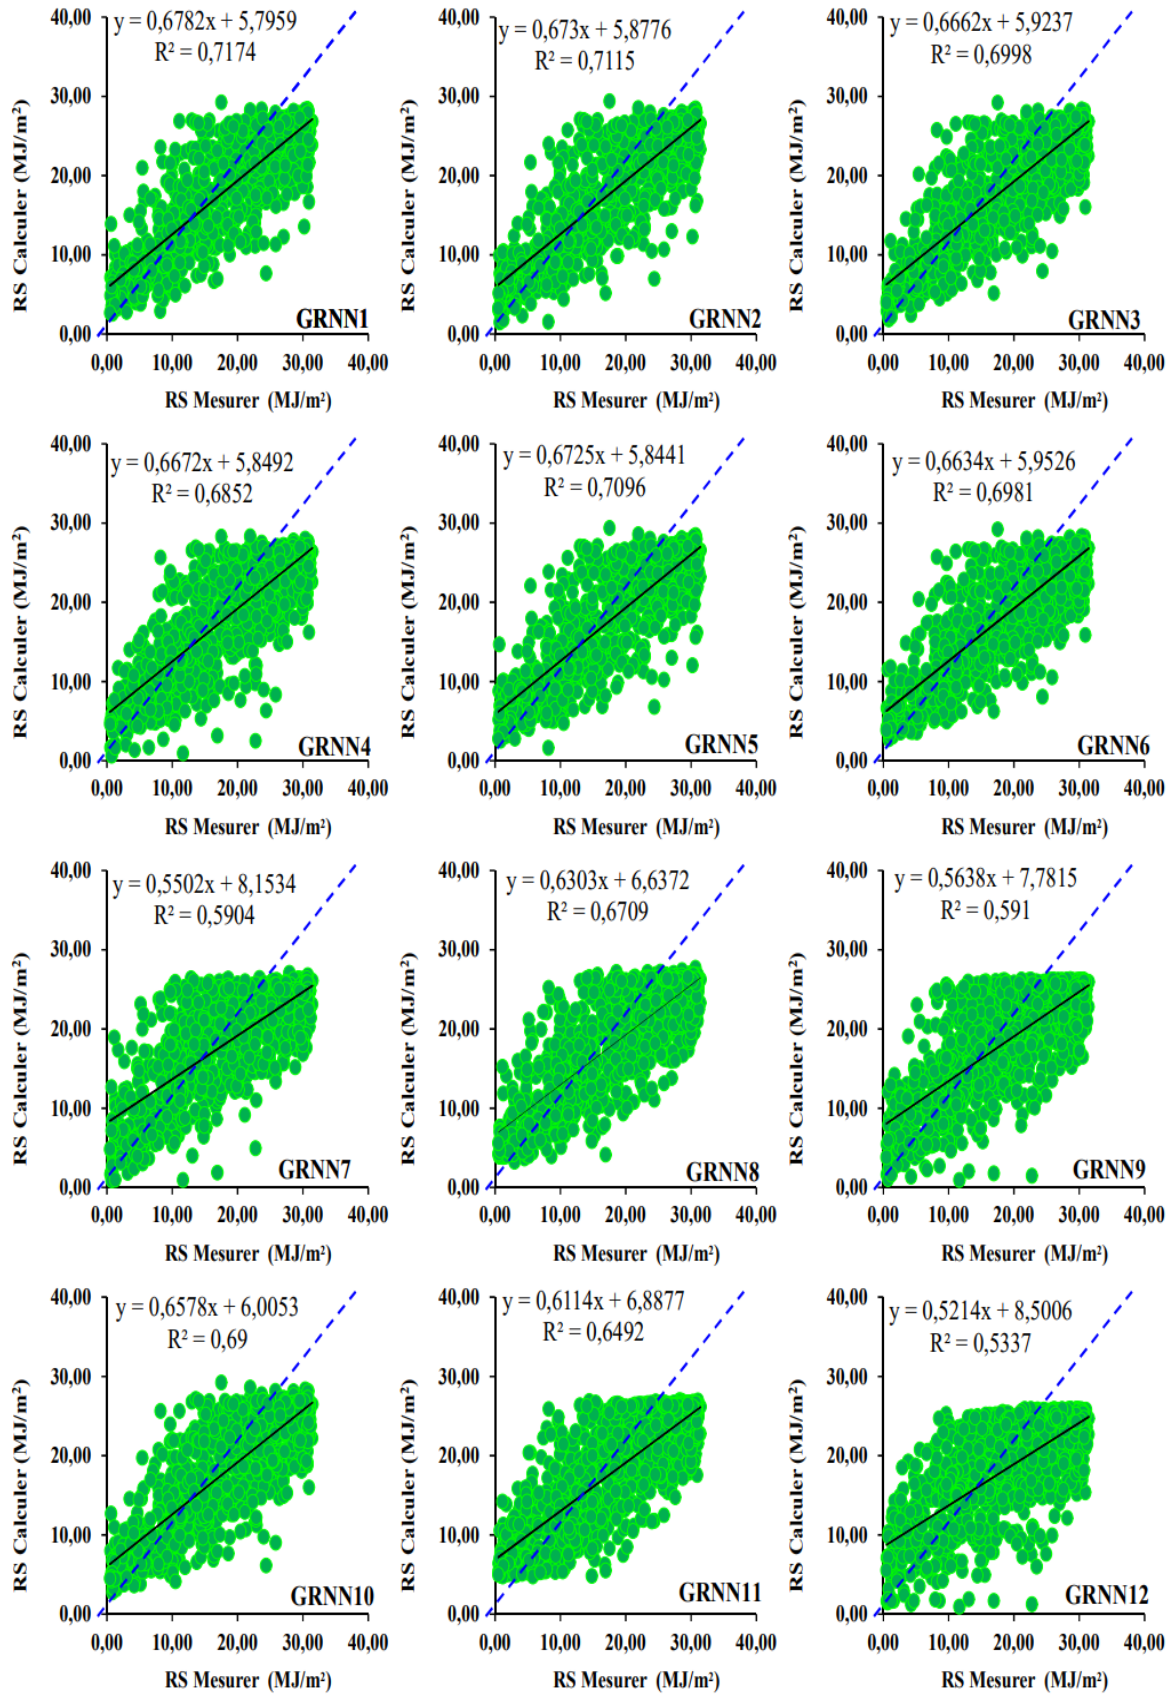 y = 0,6782x + 5,7959
R² = 0,7174
40,00
30,00
20,00
10,00
0,00
RS Calculer (MJ/m²)
GRNN1
0,00 10,00 20,00 30,00 40,00
RS Mesurer (MJ/m²)
y = 0,673x + 5,8776
R² = 0,7115
40,00
30,00
20,00
10,00
0,00
RS Calculer (MJ/m²)
GRNN2
0,00 10,00 20,00 30,00 40,00
RS Mesurer (MJ/m²)
y = 0,6662x + 5,9237
R² = 0,6998
40,00
30,00
20,00
10,00
0,00
RS Calculer (MJ/m²)
GRNN3
0,00 10,00 20,00 30,00 40,00
RS Mesurer (MJ/m²)
y = 0,6672x + 5,8492
R² = 0,6852
40,00
30,00
20,00
10,00
0,00
RS Calculer (MJ/m²)
GRNN4
0,00 10,00 20,00 30,00 40,00
RS Mesurer (MJ/m²)
y = 0,6725x + 5,8441
R² = 0,7096
40,00
30,00
20,00
10,00
0,00
RS Calculer (MJ/m²)
GRNN5
0,00 10,00 20,00 30,00 40,00
RS Mesurer (MJ/m²)
y = 0,6634x + 5,9526
R² = 0,6981
40,00
30,00
20,00
10,00
0,00
RS Calculer (MJ/m²)
GRNN6
0,00 10,00 20,00 30,00 40,00
RS Mesurer (MJ/m²)
y = 0,5502x + 8,1534
R² = 0,5904
40,00
30,00
20,00
10,00
0,00
RS Calculer (MJ/m²)
GRNN7
0,00 10,00 20,00 30,00 40,00
RS Mesurer (MJ/m²)
y = 0,6303x + 6,6372
R² = 0,6709
40,00
30,00
20,00
10,00
0,00
RS Calculer (MJ/m²)
GRNN8
0,00 10,00 20,00 30,00 40,00
RS Mesurer (MJ/m²)
y = 0,5638x + 7,7815
R² = 0,591
40,00
30,00
20,00
10,00
0,00
RS Calculer (MJ/m²)
GRNN9
0,00 10,00 20,00 30,00 40,00
RS Mesurer (MJ/m²)
y = 0,6578x + 6,0053
R² = 0,69
40,00
30,00
20,00
10,00
0,00
RS Calculer (MJ/m²)
GRNN10
0,00 10,00 20,00 30,00 40,00
RS Mesurer (MJ/m²)
y = 0,6114x + 6,8877
R² = 0,6492
40,00
30,00
20,00
10,00
0,00
RS Calculer (MJ/m²)
GRNN11
0,00 10,00 20,00 30,00 40,00
RS Mesurer (MJ/m²)
y = 0,5214x + 8,5006
R² = 0,5337
40,00
30,00
20,00
10,00
0,00
RS Calculer (MJ/m²)
GRNN12
0,00 10,00 20,00 30,00 40,00
RS Mesurer (MJ/m²)